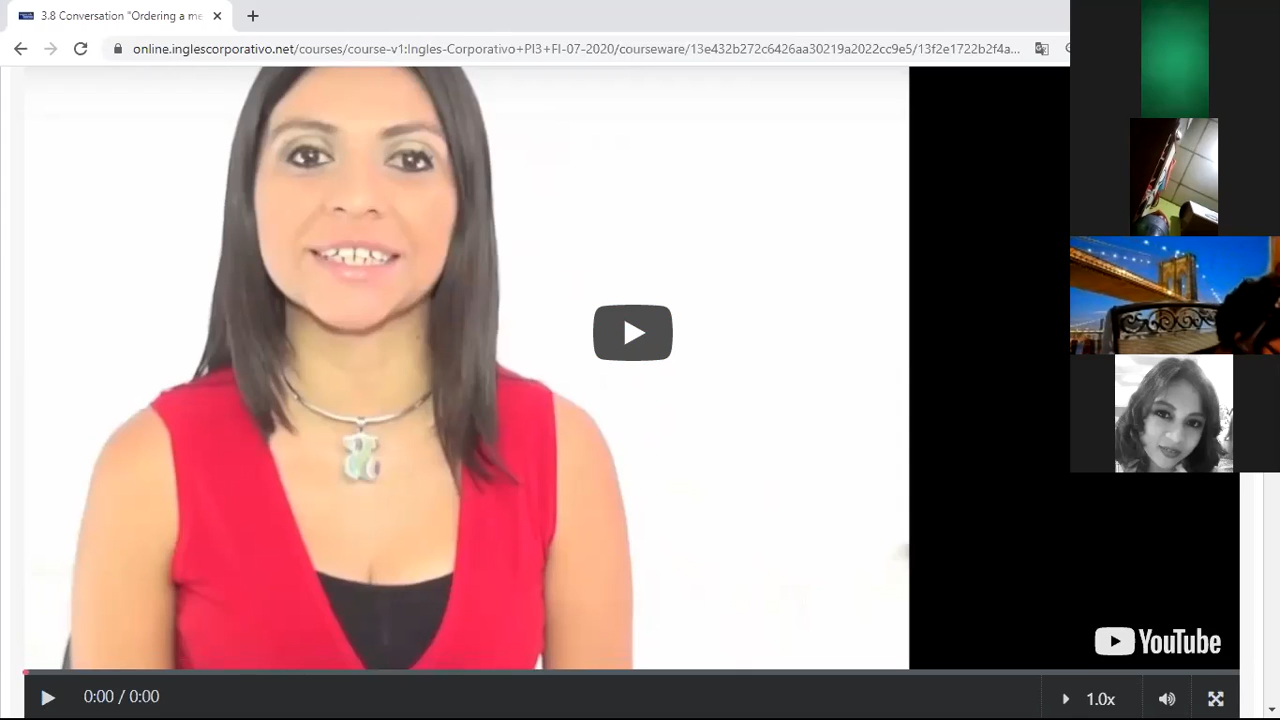 3.8 Conversation "Ordering a me
online.inglescorporativo.net/courses/course-v1:Ingles-Corporativo+PI3+FI-07-2020/courseware/13e432b272c6426aa30219a2022cc9e5/13f2e1722b2f4a...
YouTube
0:00 / 0:00
1.0x